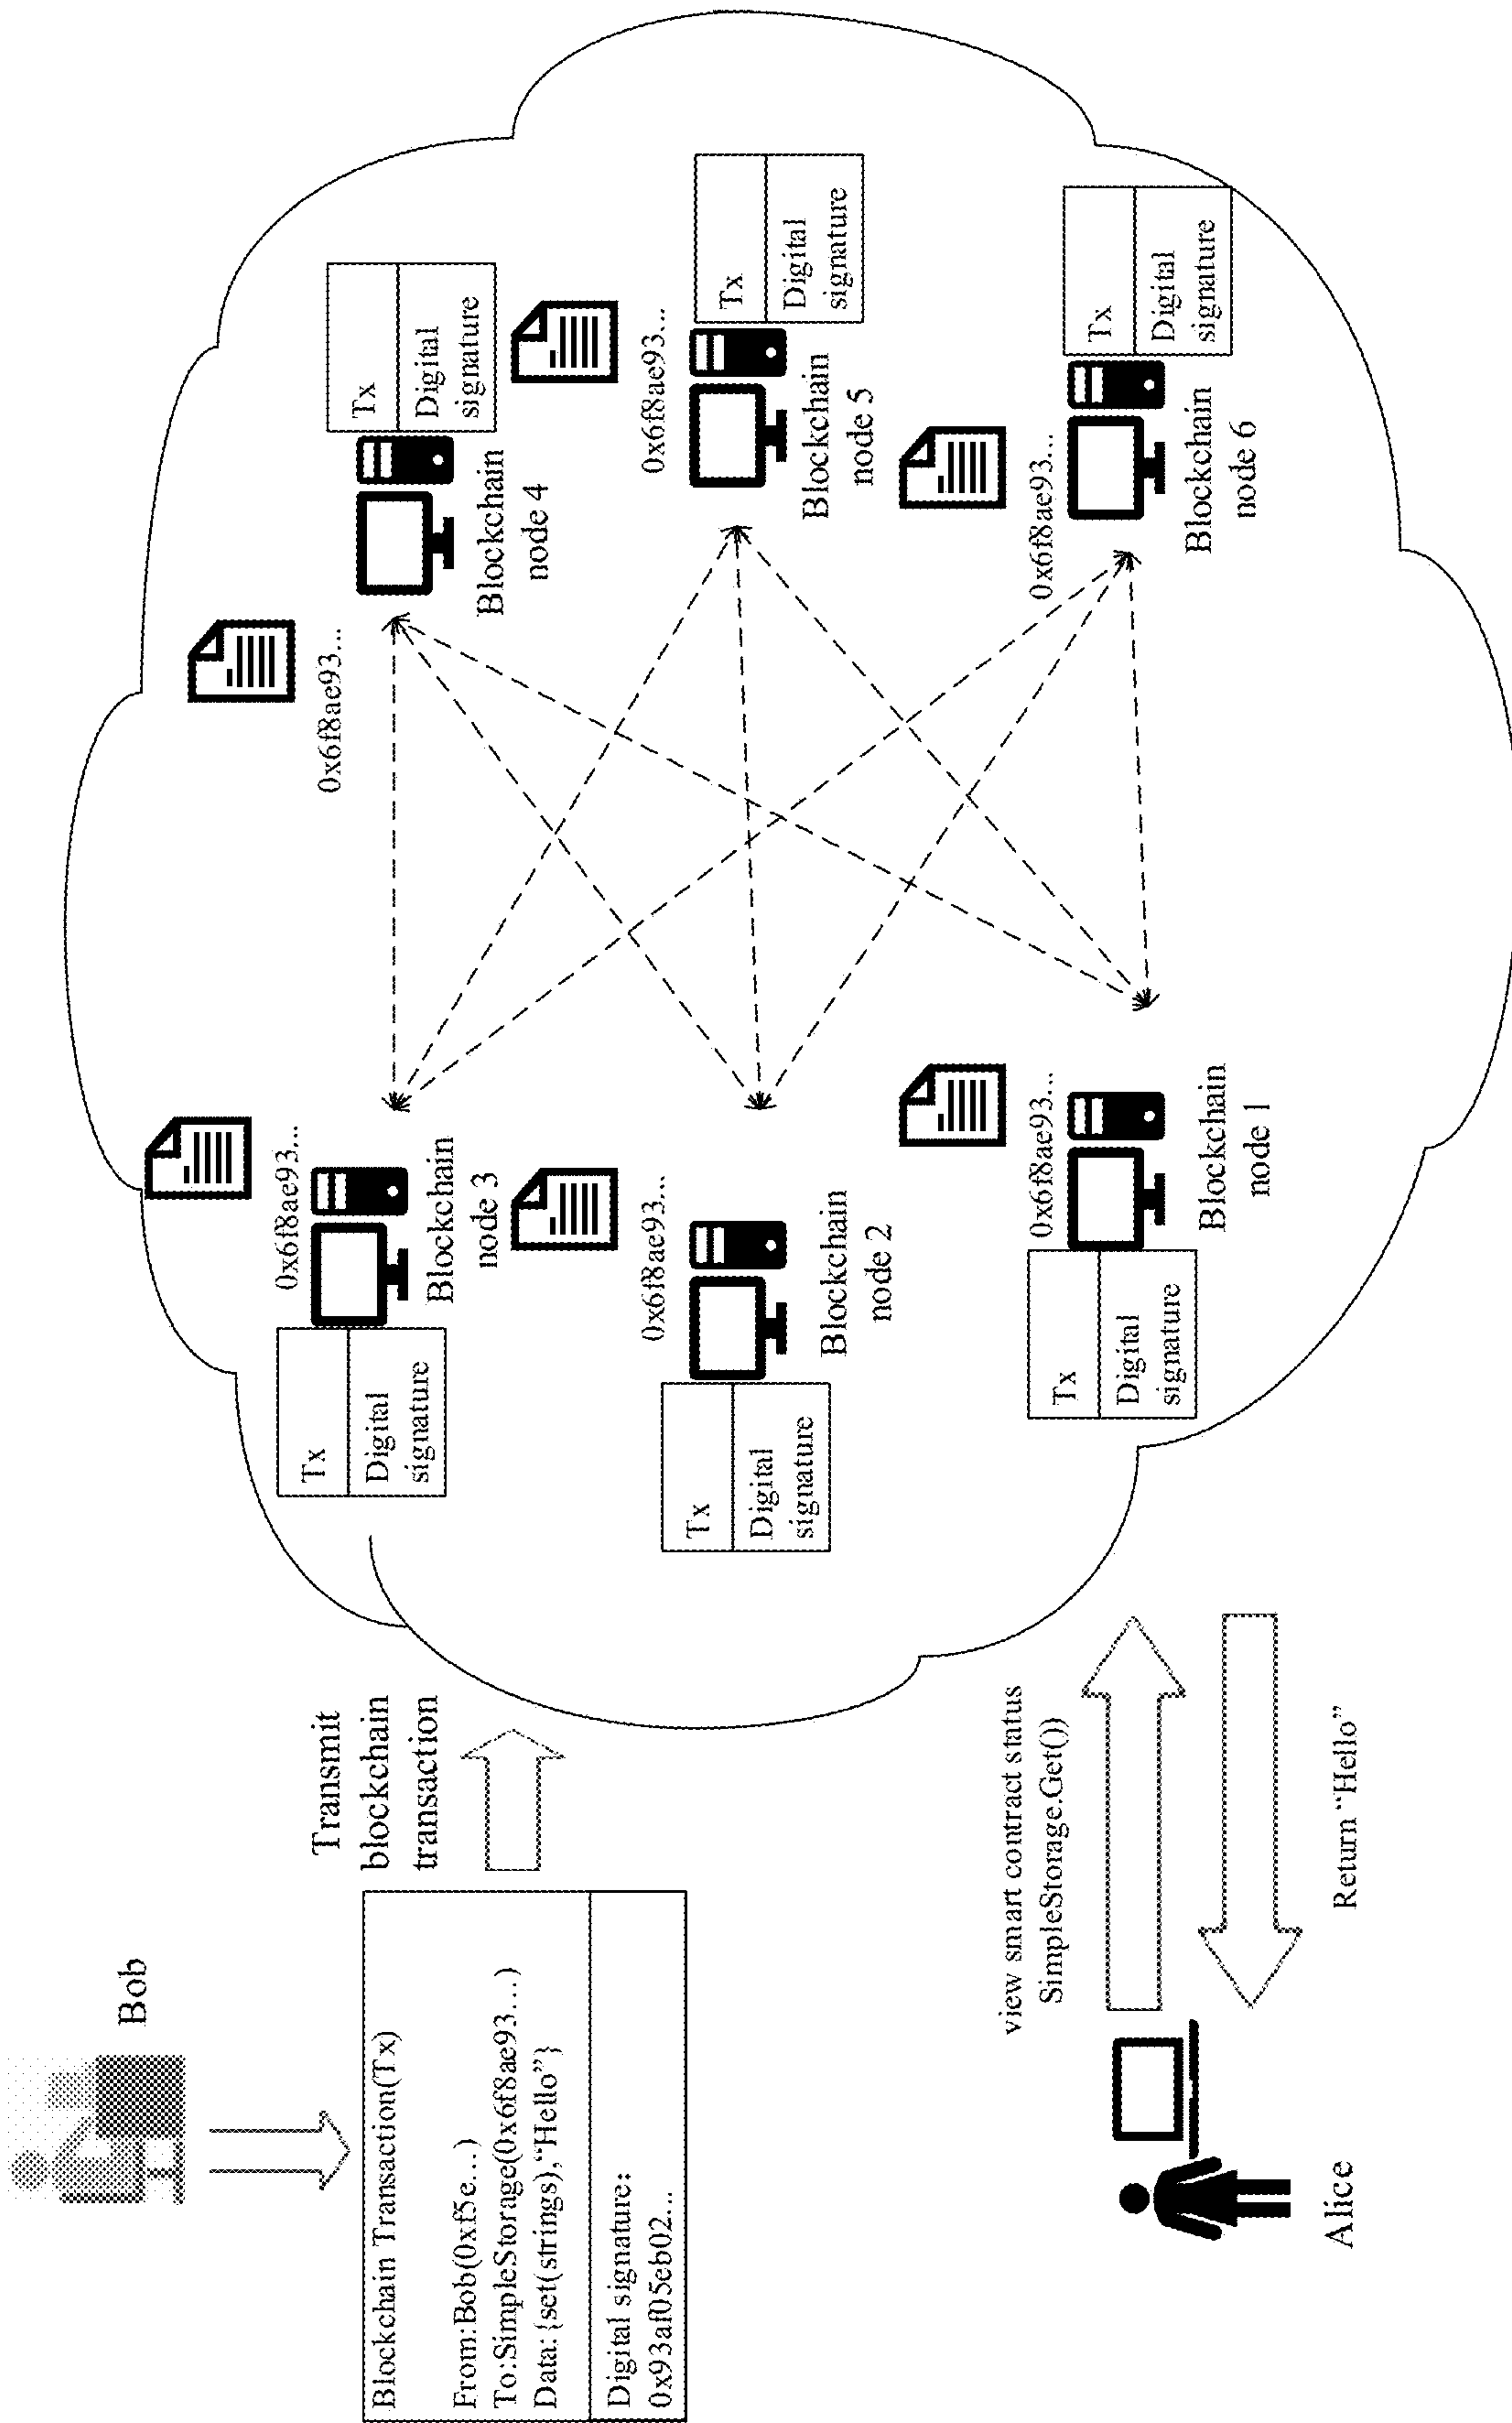 Bob
Blockchain Transaction(Tx)
From:Bob(0xf5e...)
To:SimpleStorage(0x6f8ae93...)
Data:{set(strings),“Hello”}
Digital signature:
0x93af05eb02...
Transmit
blockchain
transaction
Alice
view smart contract status
SimpleStorage.Get())
Return “Hello”
0x6f8ae93...
Tx
Digital
signature
Blockchain
node 3
0x6f8ae93...
Tx
Digital
signature
Blockchain
node 2
0x6f8ae93...
Tx
Digital
signature
Blockchain
node 1
0x6f8ae93...
Tx
Digital
signature
Blockchain
node 4
0x6f8ae93...
Tx
Digital
signature
Blockchain
node 5
0x6f8ae93...
Tx
Digital
signature
Blockchain
node 6